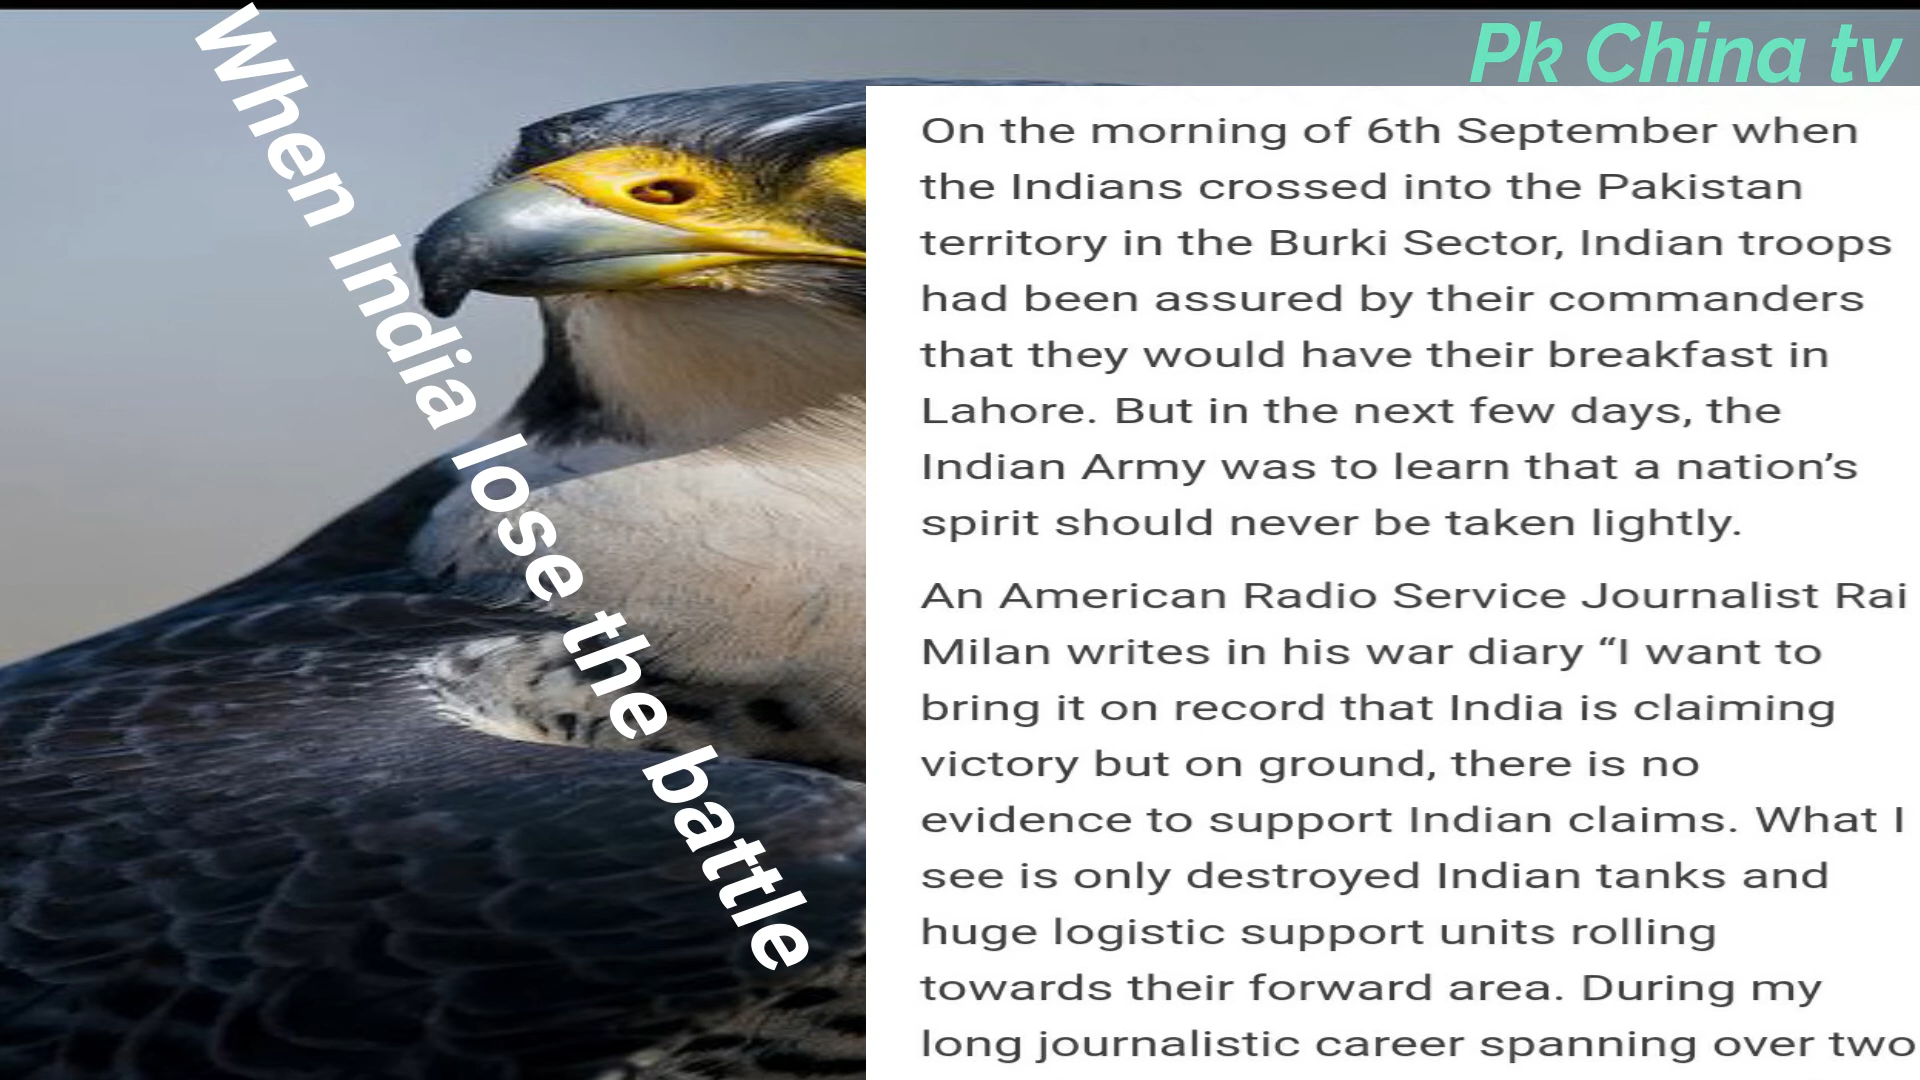 Pk China tv
When India lose the battle
On the morning of 6th September when
the Indians crossed into the Pakistan
territory in the Burki Sector, Indian troops
had been assured by their commanders
that they would have their breakfast in
Lahore. But in the next few days, the
Indian Army was to learn that a nation’s
spirit should never be taken lightly.
An American Radio Service Journalist Rai
Milan writes in his war diary “I want to
bring it on record that India is claiming
victory but on ground, there is no
evidence to support Indian claims. What I
see is only destroyed Indian tanks and
huge logistic support units rolling
towards their forward area. During my
long journalistic career spanning over two